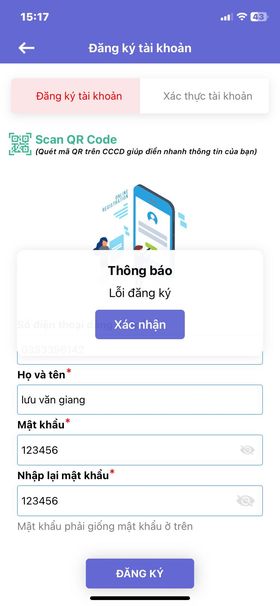 15:17
43
Đăng ký tài khoản
Đăng ký tài khoản
Xác thực tài khoản
Scan QR Code
(Quét mã QR trên CCCD giúp điền nhanh thông tin của bạn)
ONLINE
REGISTRATION
Thông báo
Lỗi đăng ký
Xác nhận
Số điện thoại đăng
Họ và tên*
lưu văn giang
Mật khẩu*
123456
Nhập lại mật khẩu*
123456
Mật khẩu phải giống mật khẩu ở trên
ĐĂNG KÝ